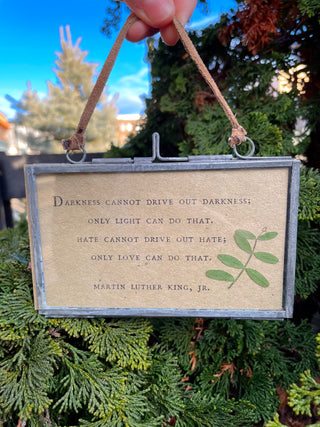 Darkness cannot drive out darkness;
only light can do that.
Hate cannot drive out hate;
only love can do that.
Martin Luther King, Jr.